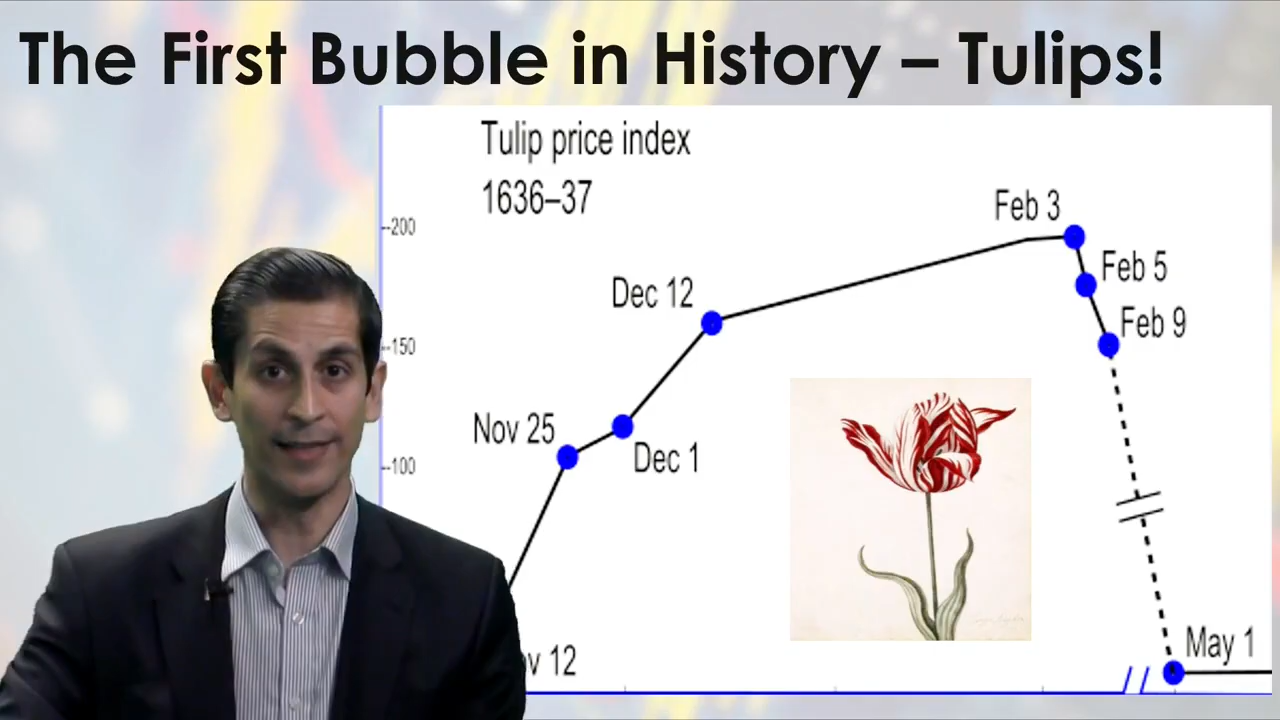 The First Bubble in History – Tulips!
Tulip price index
1636–37
200
150
100
Feb 3
Feb 5
Feb 9
Dec 12
Nov 25
Dec 1
12
May 1